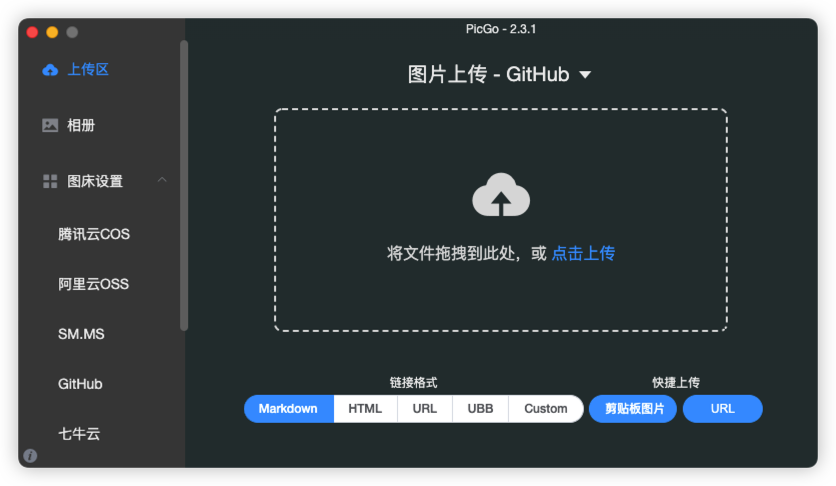 PicGo - 2.3.1
上传区
相册
图床设置
腾讯云COS
阿里云OSS
SM.MS
GitHub
七牛云
图片上传 - GitHub
将文件拖拽到此处，或 点击上传
链接格式
Markdown HTML URL UBB Custom
快捷上传
剪贴板图片 URL